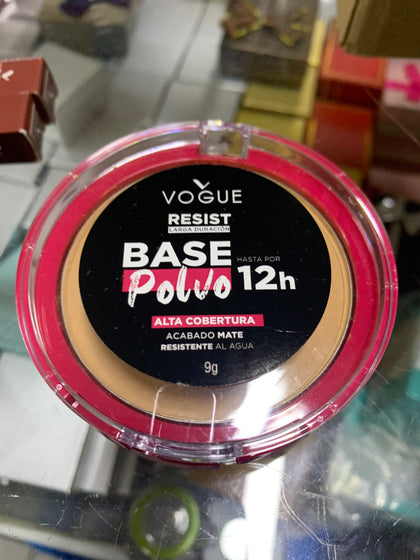 VOGUE
RESIST
LARGA DURACIÓN
BASE
Polvo
HASTA POR
12h
ALTA COBERTURA
ACABADO MATE
RESISTENTE AL AGUA
9g